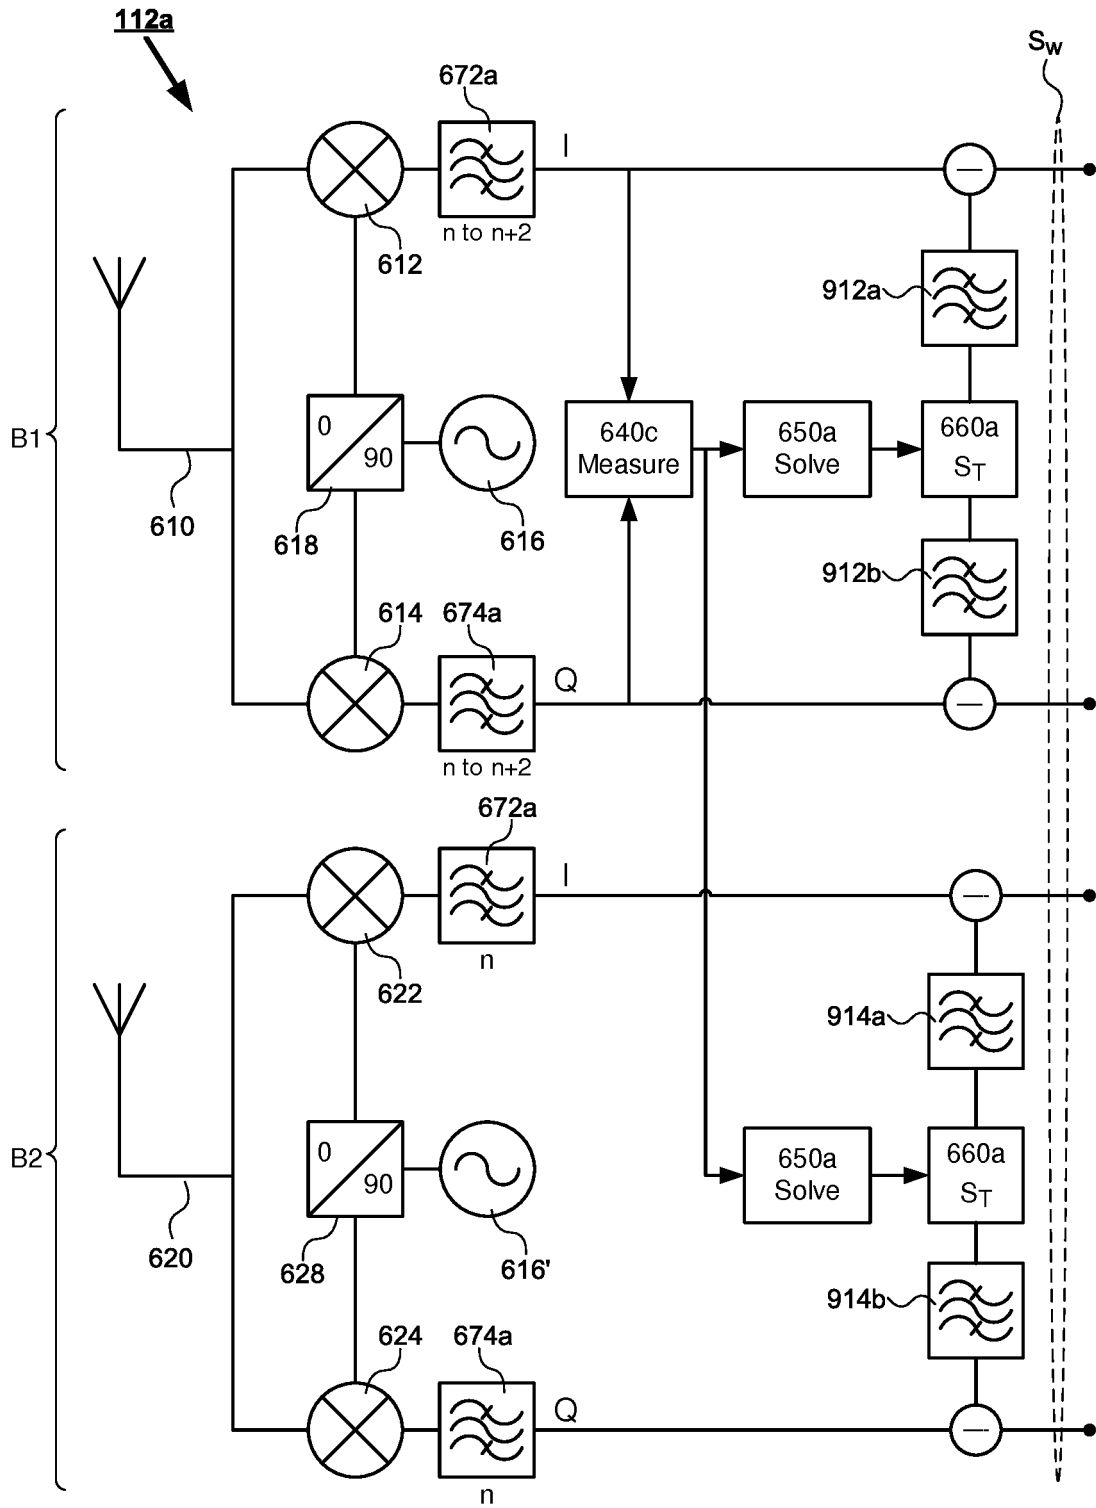 112a
SW
672a
I
n to n+2
612
912a
B1
0
90
640c
Measure
650a
Solve
660a
ST
610
618
616
912b
614
674a
Q
n to n+2
672a
I
n
622
914a
B2
0
90
650a
Solve
660a
ST
620
628
616'
914b
624
674a
Q
n